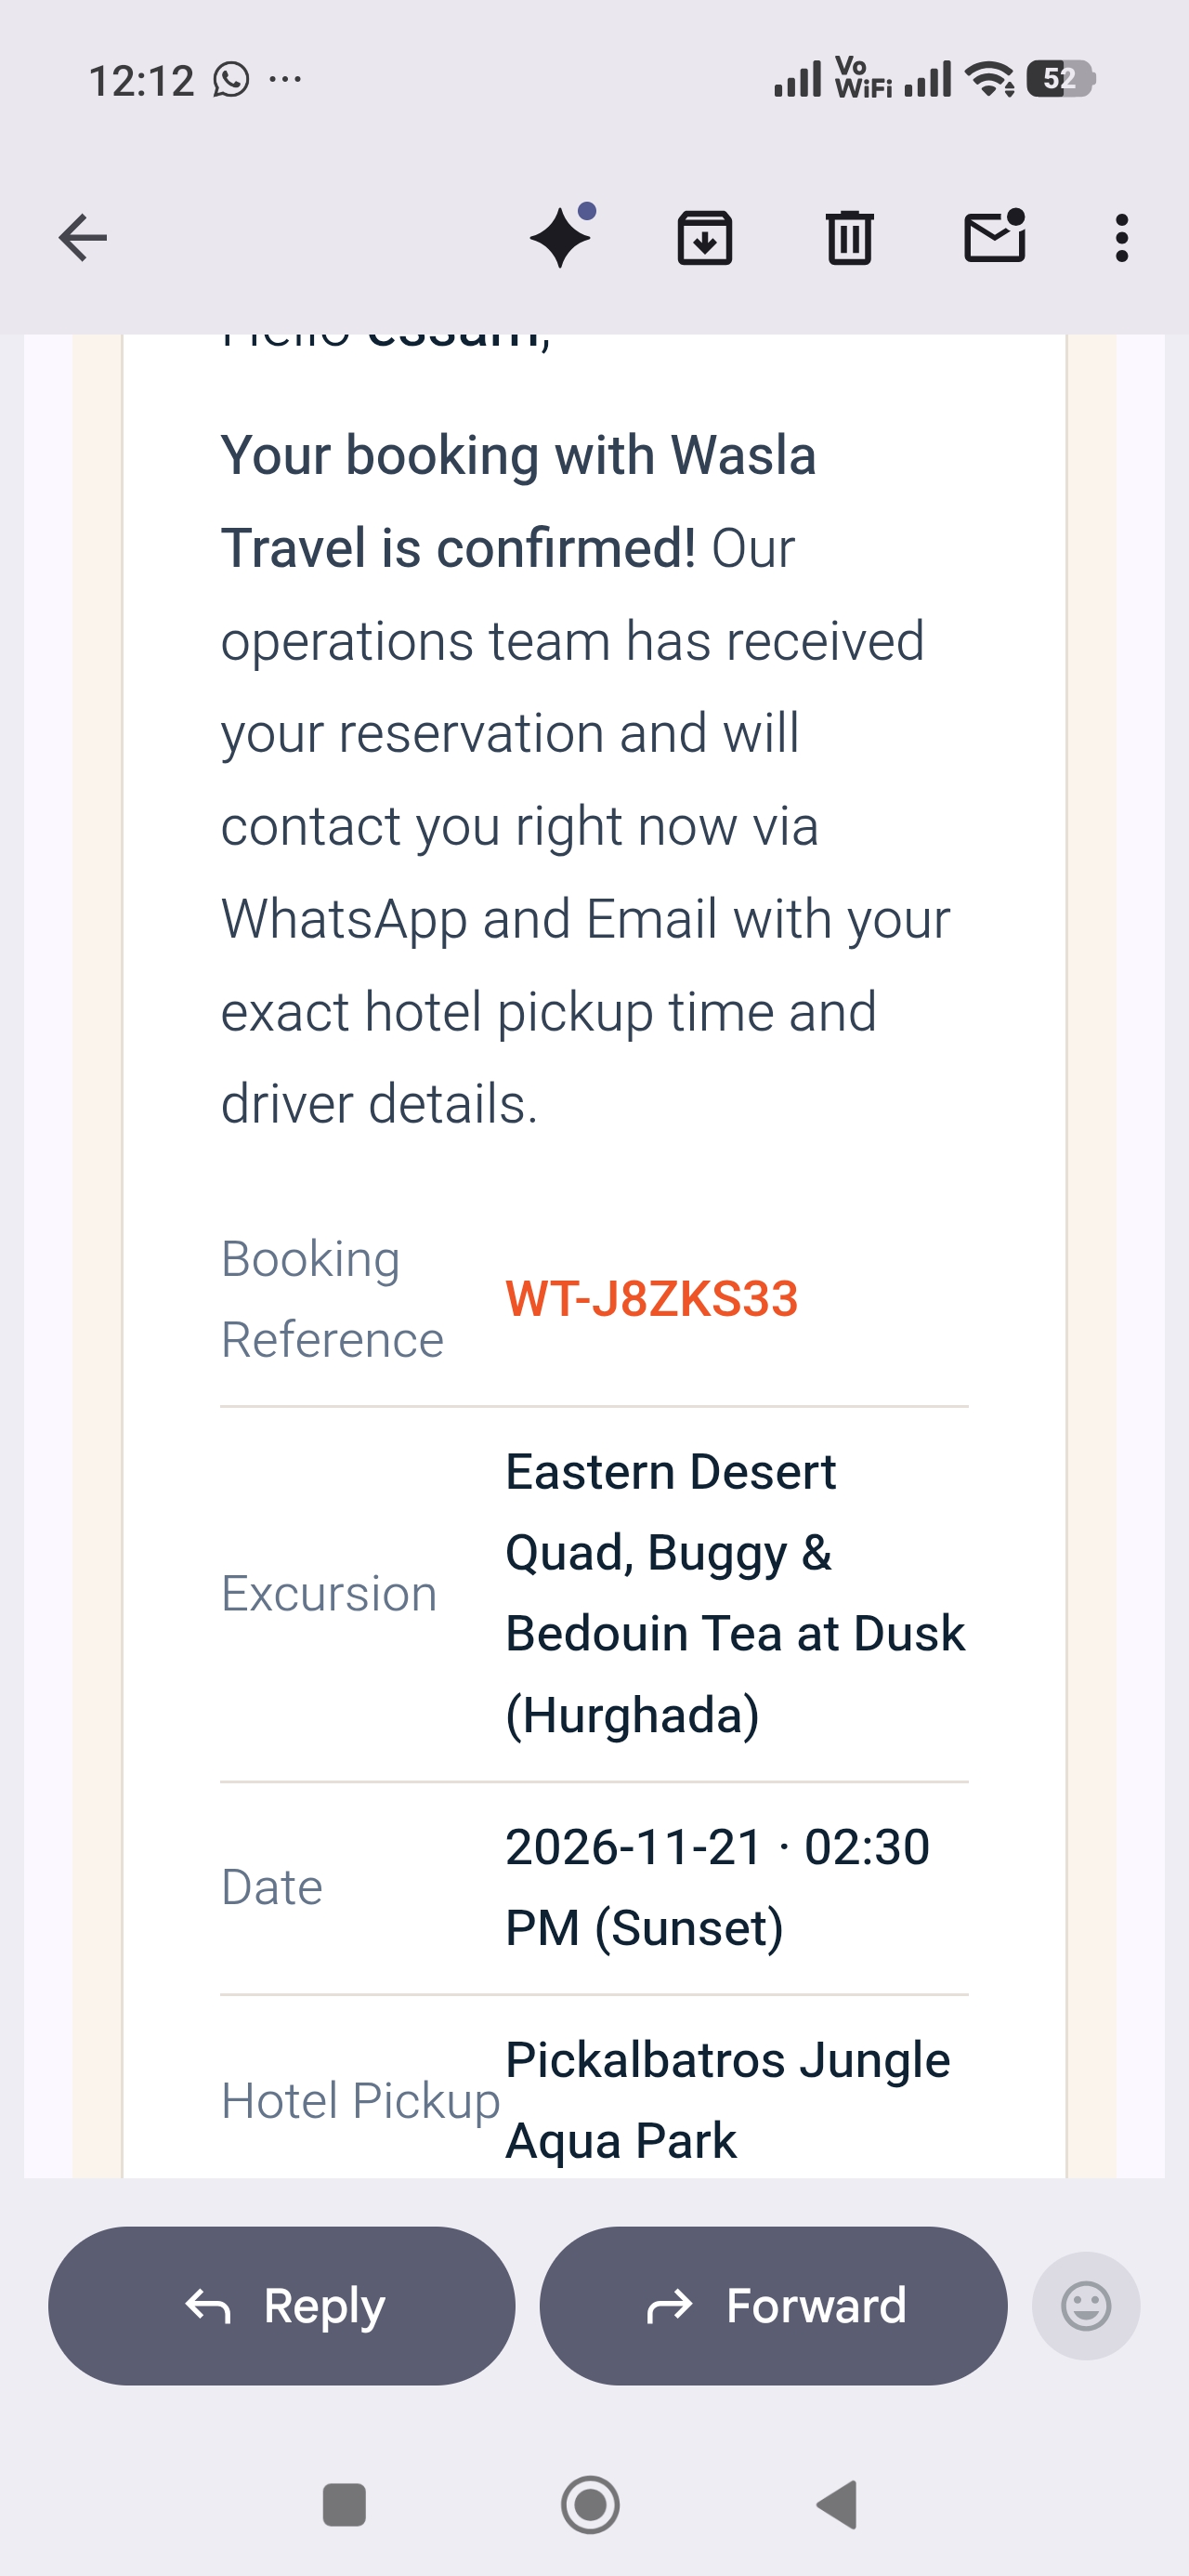 12:12
Vo
WiFi
52
Hello essam,
Your booking with Wasla
Travel is confirmed! Our
operations team has received
your reservation and will
contact you right now via
WhatsApp and Email with your
exact hotel pickup time and
driver details.
Booking
Reference
WT-J8ZKS33
Excursion
Eastern Desert
Quad, Buggy &
Bedouin Tea at Dusk
(Hurghada)
Date
2026-11-21 · 02:30
PM (Sunset)
Hotel Pickup
Pickalbatros Jungle
Aqua Park
Reply
Forward